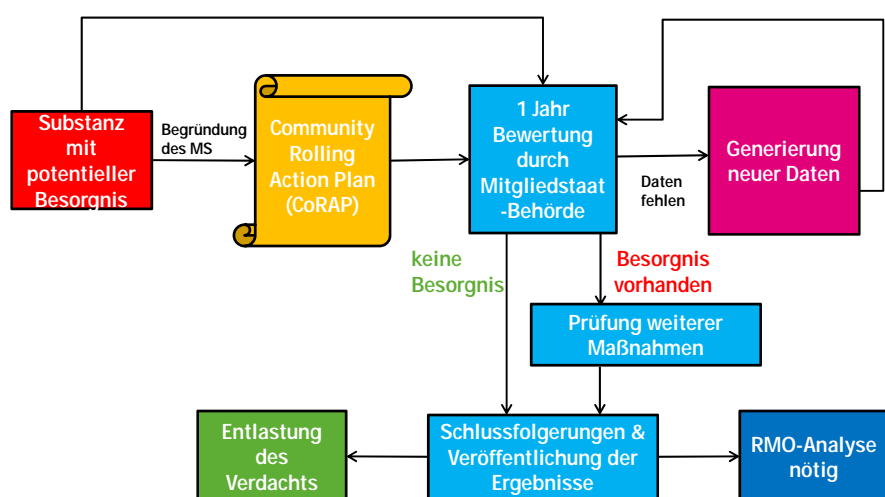 Substanz
mit
potentieller
Besorgnis
Begründung
des MS
Community
Rolling
Action Plan
(CoRAP)
1 Jahr
Bewertung
durch
Mitgliedstaat
-Behörde
Daten
fehlen
Generierung
neuer Daten
keine
Besorgnis
Besorgnis
vorhanden
Prüfung weiterer
Maßnahmen
Entlastung
des
Verdachts
Schlussfolgerungen &
Veröffentlichung der
Ergebnisse
RMO-Analyse
nötig